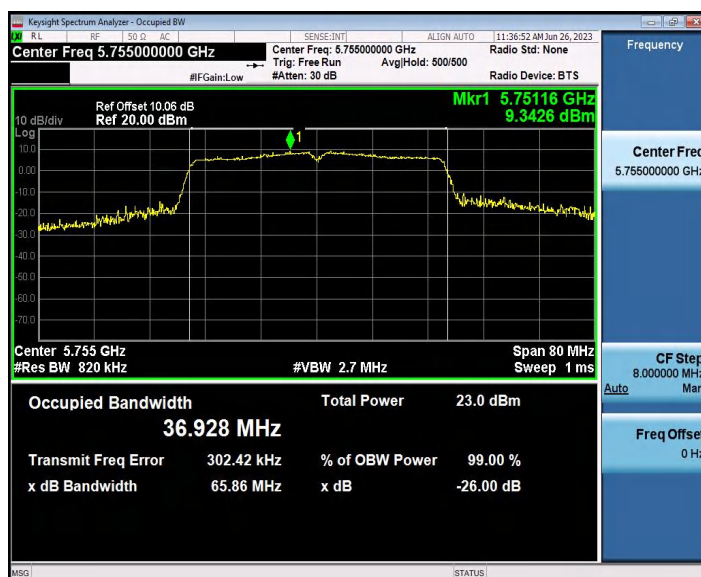 Keysight Spectrum Analyzer - Occupied BW
LXI RL RF 50 Ω AC SENSE:INT ALIGN AUTO 11:36:52 AM Jun 26, 2023
Center Freq 5.755000000 GHz
Center Freq: 5.755000000 GHz
Radio Std: None
Trig: Free Run Avg|Hold: 500/500
#IFGain:Low #Atten: 30 dB Radio Device: BTS
Ref Offset 10.06 dB
10 dB/div Ref 20.00 dBm
Mkr1 5.75116 GHz
9.3426 dBm
Log
1
10.0
0.00
-10.0
-20.0
-30.0
-40.0
-50.0
-60.0
-70.0
Center 5.755 GHz Span 80 MHz
#Res BW 820 kHz #VBW 2.7 MHz Sweep 1 ms
Occupied Bandwidth
36.928 MHz
Total Power 23.0 dBm
Transmit Freq Error 302.42 kHz % of OBW Power 99.00 %
x dB Bandwidth 65.86 MHz x dB -26.00 dB
MSG STATUS
Frequency
Center Freq
5.755000000 GHz
CF Step
8.000000 MHz
Auto Man
Freq Offset
0 Hz